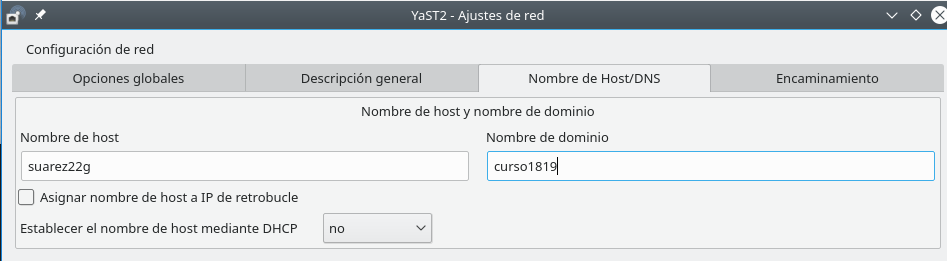 YaST2 - Ajustes de red
Configuración de red
Opciones globales
Descripción general
Nombre de Host/DNS
Encaminamiento
Nombre de host y nombre de dominio
Nombre de host
Nombre de dominio
suarez22g
curso1819
Asignar nombre de host a IP de retrobucle
Establecer el nombre de host mediante DHCP
no